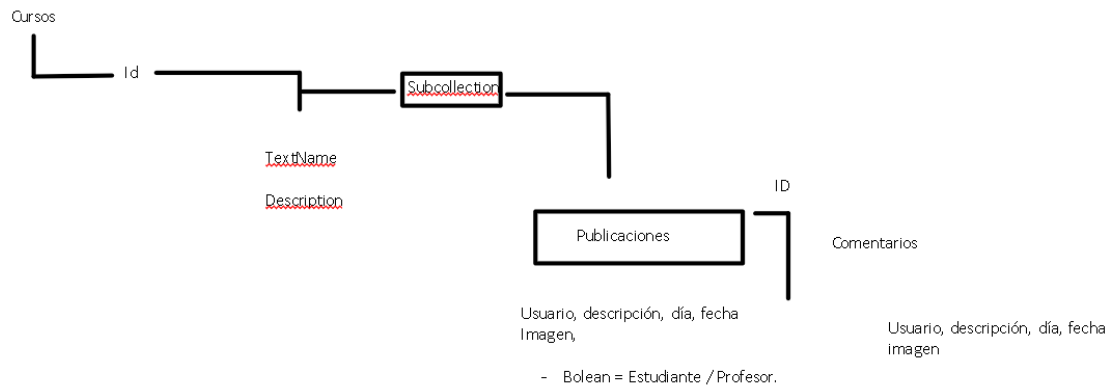 Cursos
Id
Subcollection
TextName
Description
ID
Publicaciones
Comentarios
Usuario, descripción, día, fecha
Imagen,
- Bolean = Estudiante / Profesor.
Usuario, descripción, día, fecha
imagen